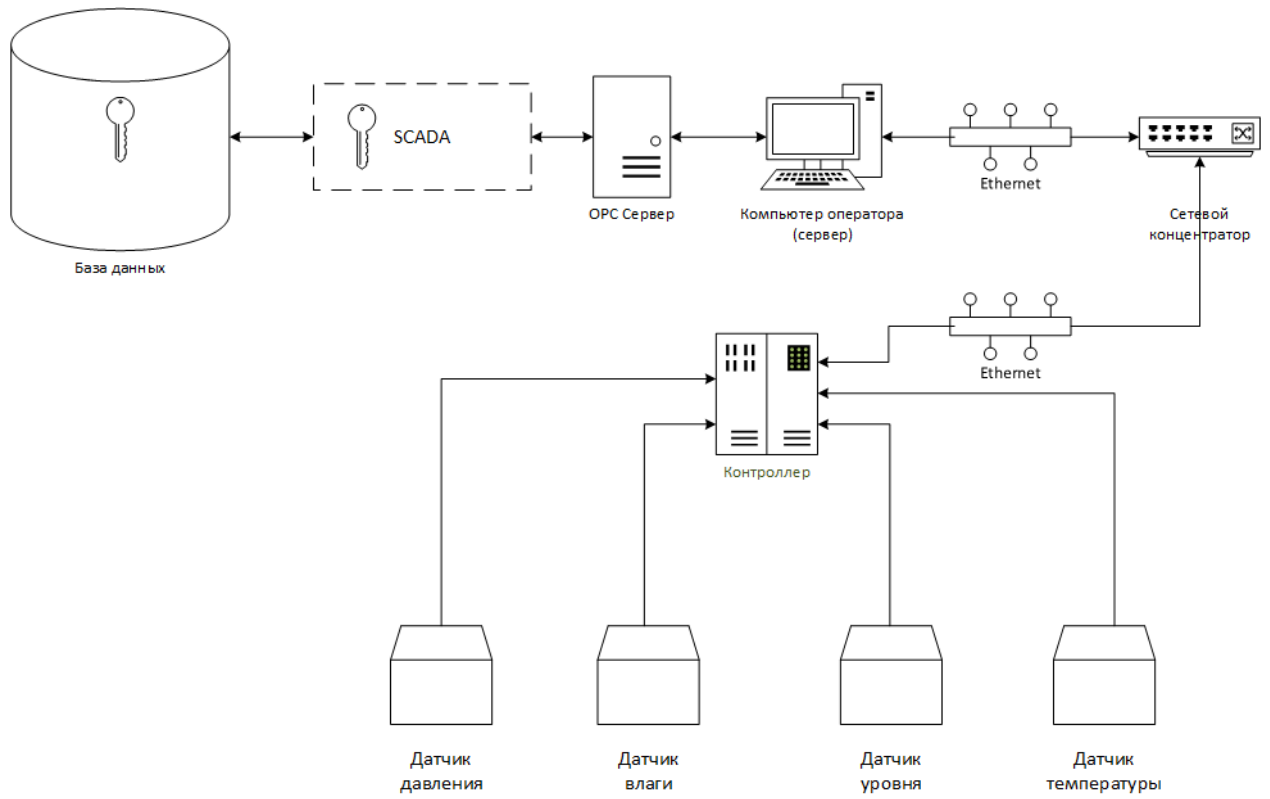 SCADA
OPC Сервер
Компьютер оператора
(сервер)
Ethernet
Сетевой
концентратор
База данных
Ethernet
Контроллер
Датчик
давления
Датчик
влаги
Датчик
уровня
Датчик
температуры